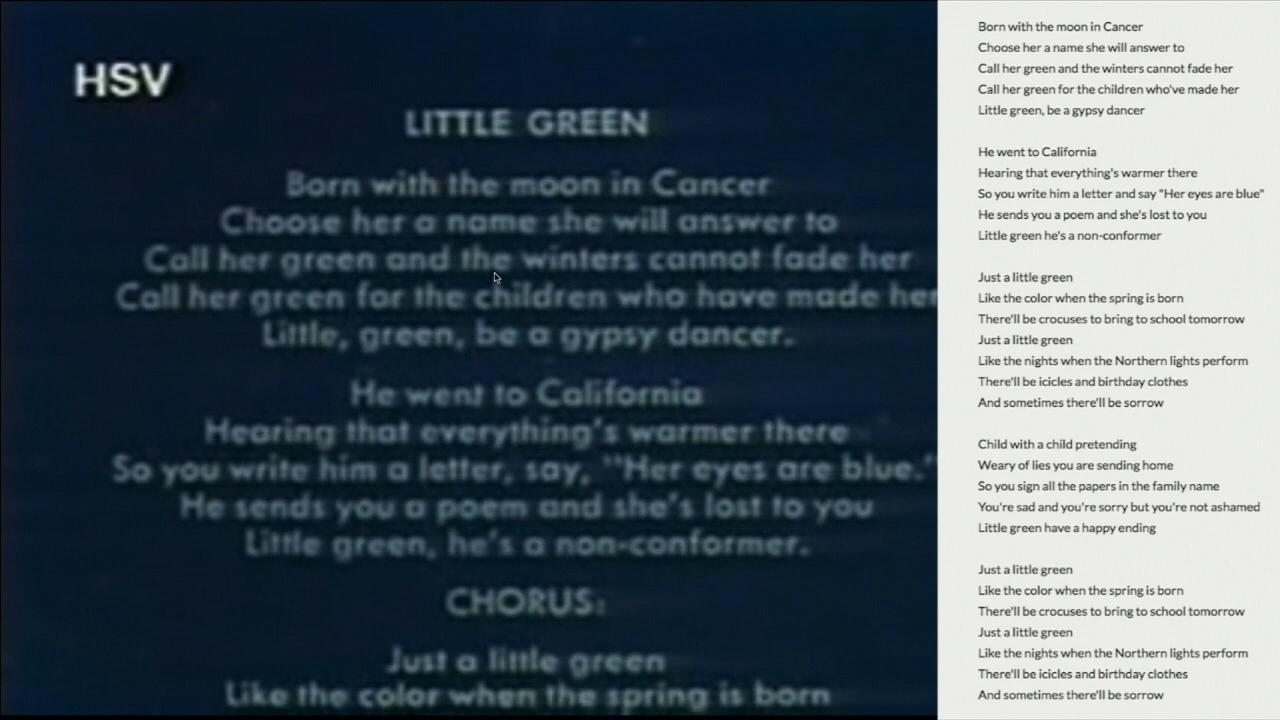 HSV
LITTLE GREEN
Born with the moon in Cancer
Choose her a name she will answer to
Call her green and the winters cannot fade her
Call her green for the children who have made her
Little, green, be a gypsy dancer.
He went to California
Hearing that everything's warmer there
So you write him a letter, say, "Her eyes are blue."
He sends you a poem and she's lost to you
Little green, he's a non-conformer.
CHORUS:
Just a little green
Like the color when the spring is born
Born with the moon in Cancer
Choose her a name she will answer to
Call her green and the winters cannot fade her
Call her green for the children who've made her
Little green, be a gypsy dancer
He went to California
Hearing that everything's warmer there
So you write him a letter and say "Her eyes are blue"
He sends you a poem and she's lost to you
Little green he's a non-conformer
Just a little green
Like the color when the spring is born
There'll be crocuses to bring to school tomorrow
Just a little green
Like the nights when the Northern lights perform
There'll be icicles and birthday clothes
And sometimes there'll be sorrow
Child with a child pretending
Weary of lies you are sending home
So you sign all the papers in the family name
You're sad and you're sorry but you're not ashamed
Little green have a happy ending
Just a little green
Like the color when the spring is born
There'll be crocuses to bring to school tomorrow
Just a little green
Like the nights when the Northern lights perform
There'll be icicles and birthday clothes
And sometimes there'll be sorrow